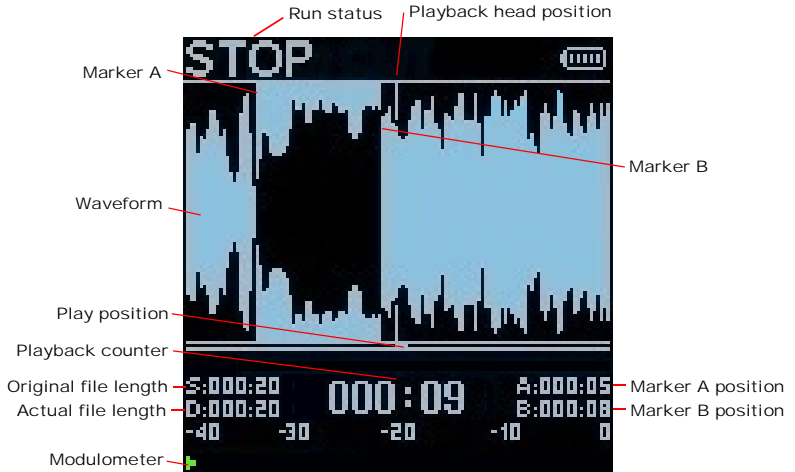 Run status
Playback head position
STOP
Marker A
Marker B
Waveform
Play position
Playback counter
Original file length
S:000:20
000:09
A:000:05
Marker A position
Actual file length
D:000:20
B:000:08
Marker B position
-40 -30 -20 -10 0
Modulometer